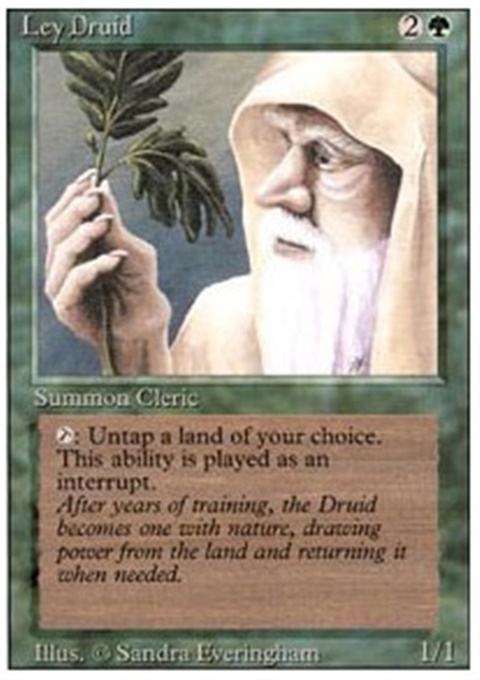 Ley Druid 2
Summon Cleric
: Untap a land of your choice.
This ability is played as an
interrupt.
After years of training, the Druid
becomes one with nature, drawing
power from the land and returning it
when needed.
Illus. © Sandra Everingham 1/1